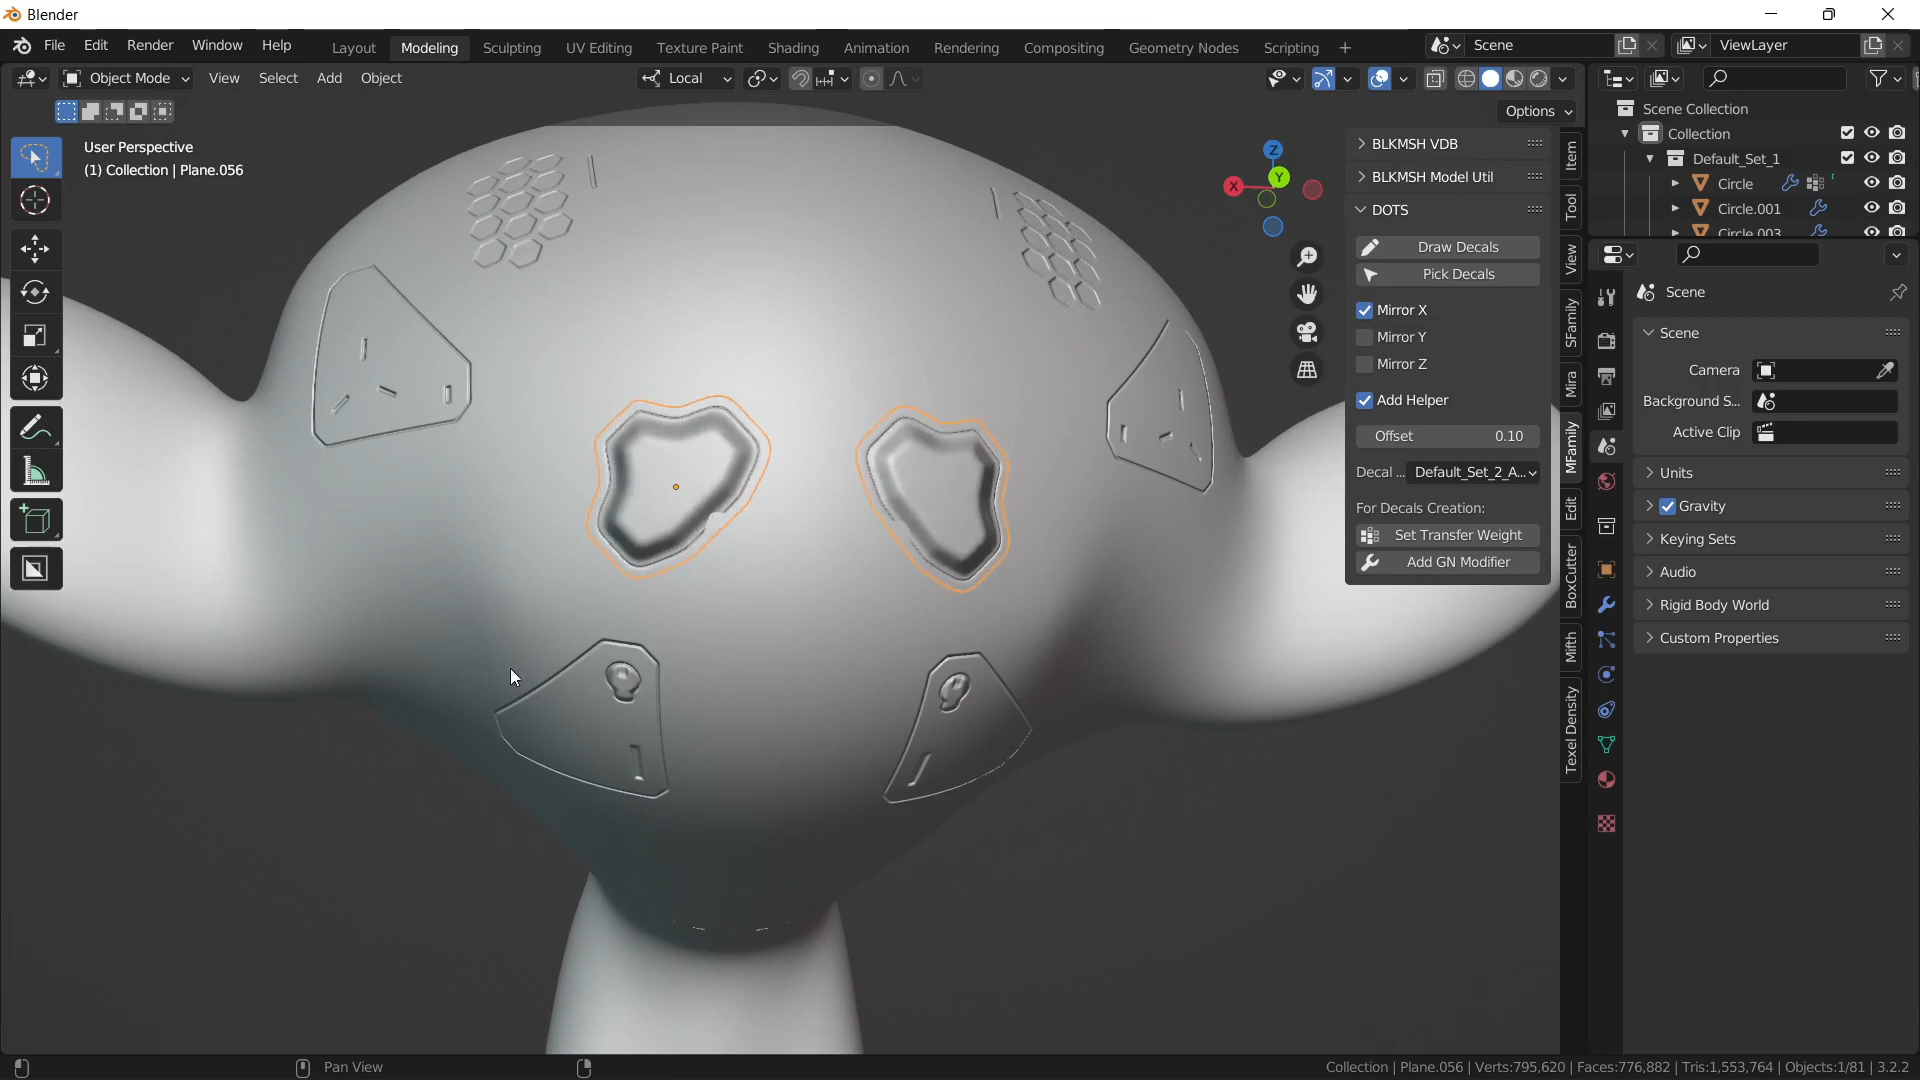 Blender
File Edit Render Window Help Layout Modeling Sculpting UV Editing Texture Paint Shading Animation Rendering Compositing Geometry Nodes Scripting + Scene ViewLayer
Object Mode View Select Add Object Local
Options
User Perspective
(1) Collection | Plane.056
Z
Y
X
BLKMSH VDB
BLKMSH Model Util
DOTS
Draw Decals
Pick Decals
Mirror X
Mirror Y
Mirror Z
Add Helper
Offset 0.10
Decal ... Default_Set_2_A...
For Decals Creation:
Set Transfer Weight
Add GN Modifier
Item
Tool
View
SFamily
Mira
MFamily
Edit
BoxCutter
Mifth
Texel Density
Scene Collection
Collection
Default_Set_1
Circle
Circle.001
Circle.003
Scene
Scene
Camera
Background S...
Active Clip
Units
Gravity
Keying Sets
Audio
Rigid Body World
Custom Properties
Pan View
Collection | Plane.056 | Verts:795,620 | Faces:776,882 | Tris:1,553,764 | Objects:1/81 | 3.2.2